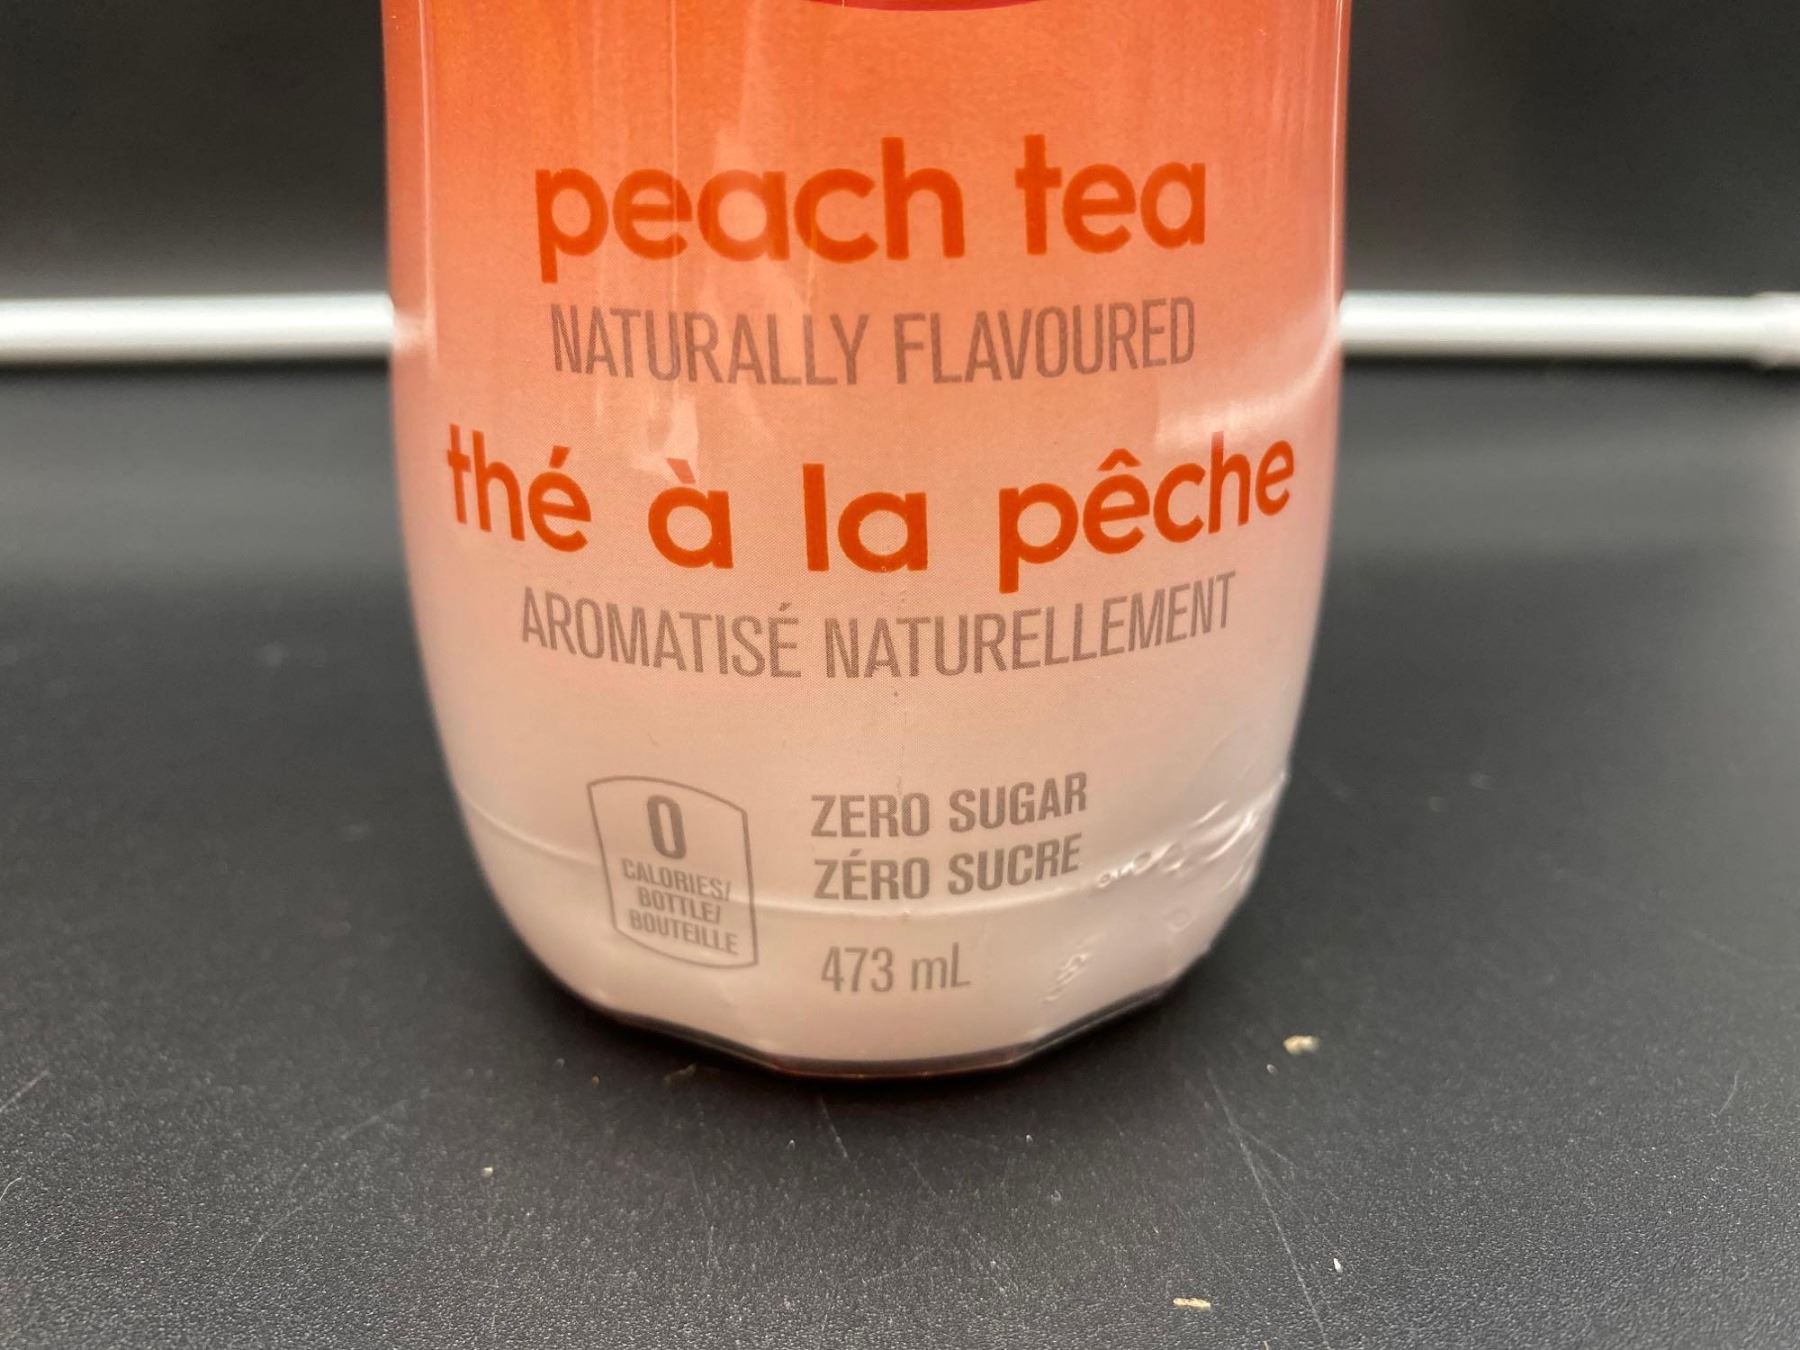 peach tea
NATURALLY FLAVOURED
thé à la pêche
AROMATISÉ NATURELLEMENT
0
CALORIES/
BOTTLE/
BOUTEILLE
ZERO SUGAR
ZÉRO SUCRE
473 mL